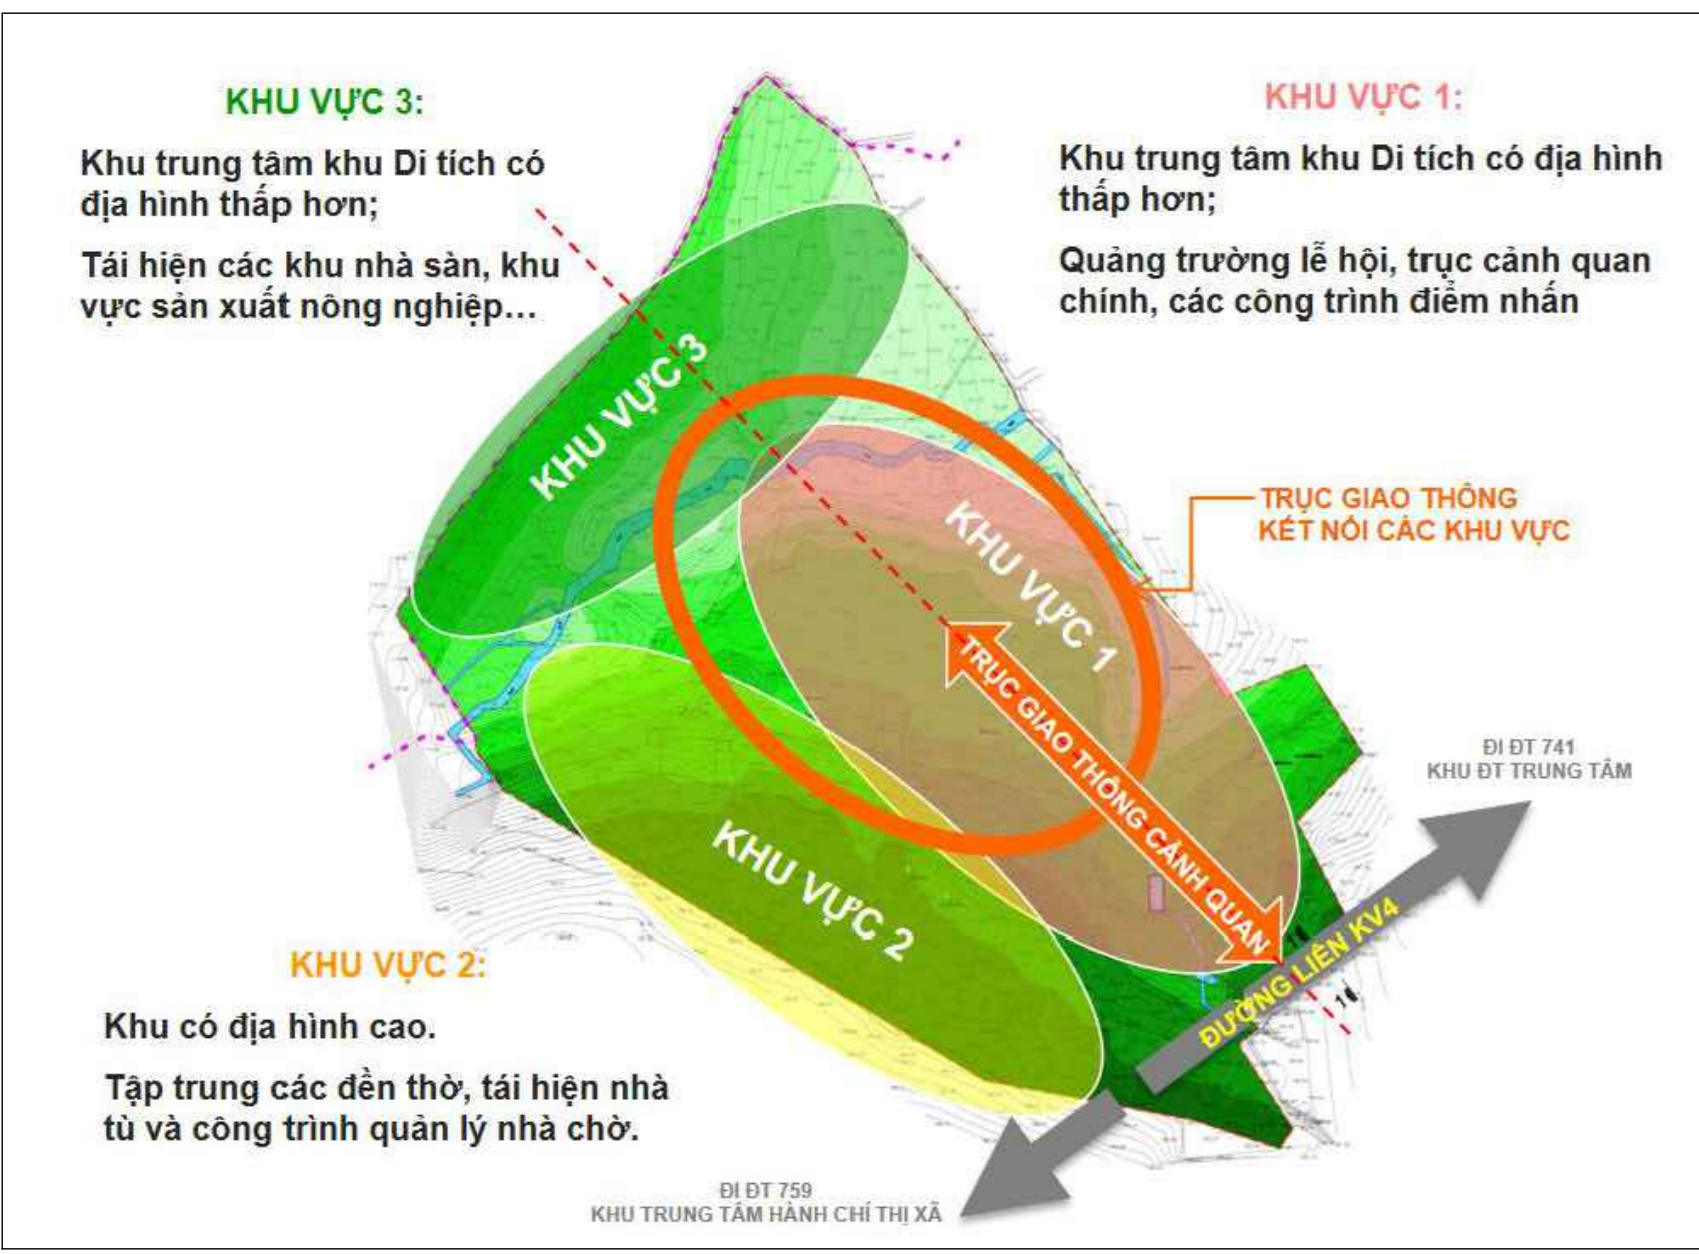 KHU VỰC 3:
Khu trung tâm khu Di tích có
địa hình thấp hơn;
Tái hiện các khu nhà sàn, khu
vực sản xuất nông nghiệp...
KHU VỰC 1:
Khu trung tâm khu Di tích có địa hình
thấp hơn;
Quảng trường lễ hội, trục cảnh quan
chính, các công trình điểm nhấn
KHU VỰC 3
KHU VỰC 1
TRỤC GIAO THÔNG
KẾT NỐI CÁC KHU VỰC
TRỤC GIAO THÔNG CẢNH QUAN
KHU VỰC 2
ĐI ĐT 741
KHU ĐT TRUNG TÂM
ĐƯỜNG LIÊN KV4
KHU VỰC 2:
Khu có địa hình cao.
Tập trung các đền thờ, tái hiện nhà
tù và công trình quản lý nhà chờ.
ĐI ĐT 759
KHU TRUNG TÂM HÀNH CHÍ THỊ XÃ